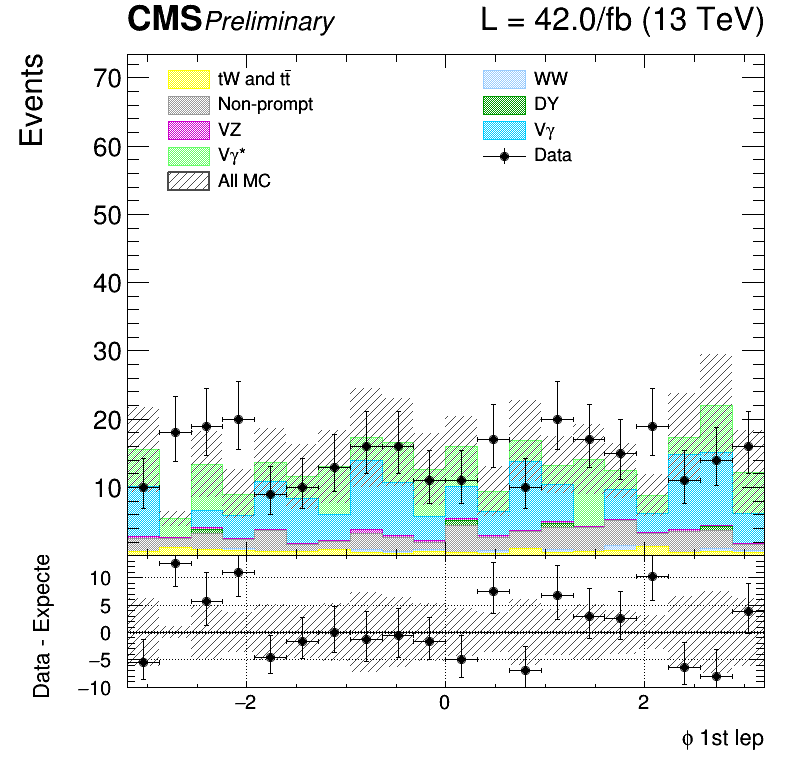 CMS Preliminary L = 42.0/fb (13 TeV)
Events
70
60
50
40
30
20
10
tW and tt̄
Non-prompt
VZ
Vγ*
All MC
WW
DY
Vγ
Data
Data - Expecte
10
5
0
−5
−10
−2 0 2
ϕ 1st lep